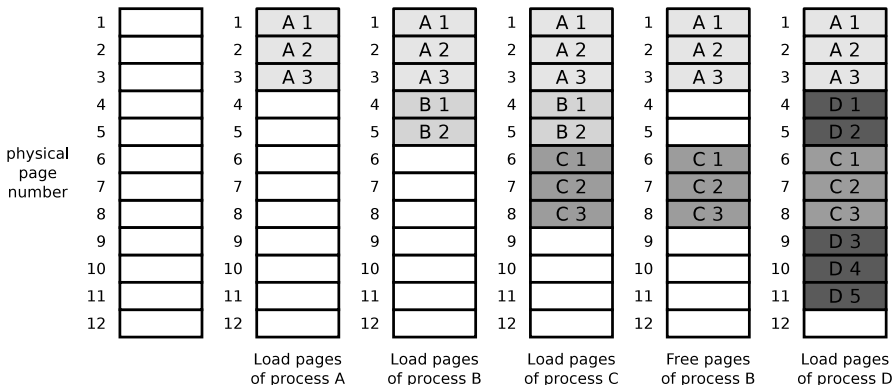 1 1 A 1 1 A 1 1 A 1 1 A 1 1 A 1
2 2 A 2 2 A 2 2 A 2 2 A 2 2 A 2
3 3 A 3 3 A 3 3 A 3 3 A 3 3 A 3
4 4 4 B 1 4 B 1 4 4 D 1
5 5 5 B 2 5 B 2 5 5 D 2
physical
page
number
6 6 6 6 C 1 6 C 1 6 C 1
7 7 7 7 C 2 7 C 2 7 C 2
8 8 8 8 C 3 8 C 3 8 C 3
9 9 9 9 9 9 D 3
10 10 10 10 10 10 D 4
11 11 11 11 11 11 D 5
12 12 12 12 12 12
Load pages
of process A
Load pages
of process B
Load pages
of process C
Free pages
of process B
Load pages
of process D